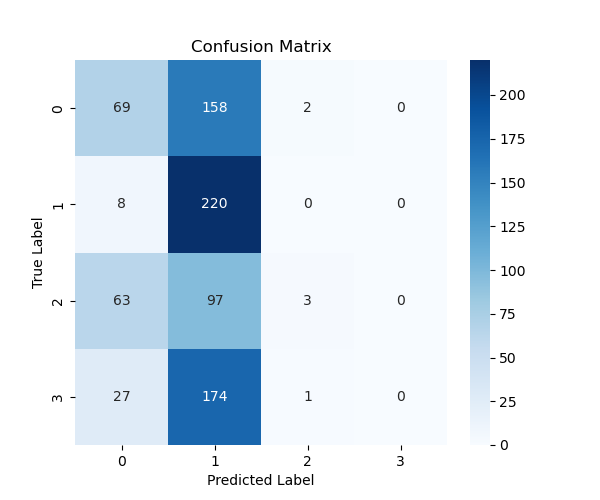 Confusion Matrix
0 69 158 2 0
1 8 220 0 0
2 63 97 3 0
3 27 174 1 0
0 1 2 3
True Label
Predicted Label
200
175
150
125
100
75
50
25
0